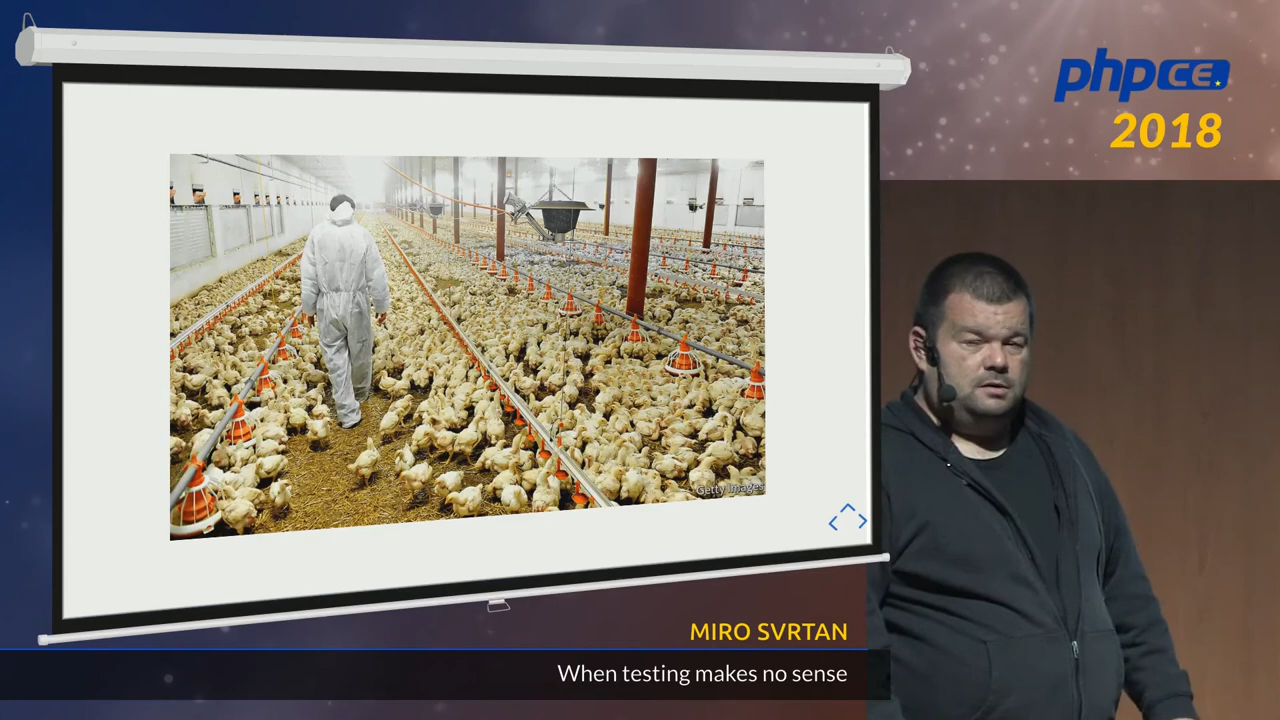 phpCE
2018
Getty Images
MIRO SVRTAN
When testing makes no sense